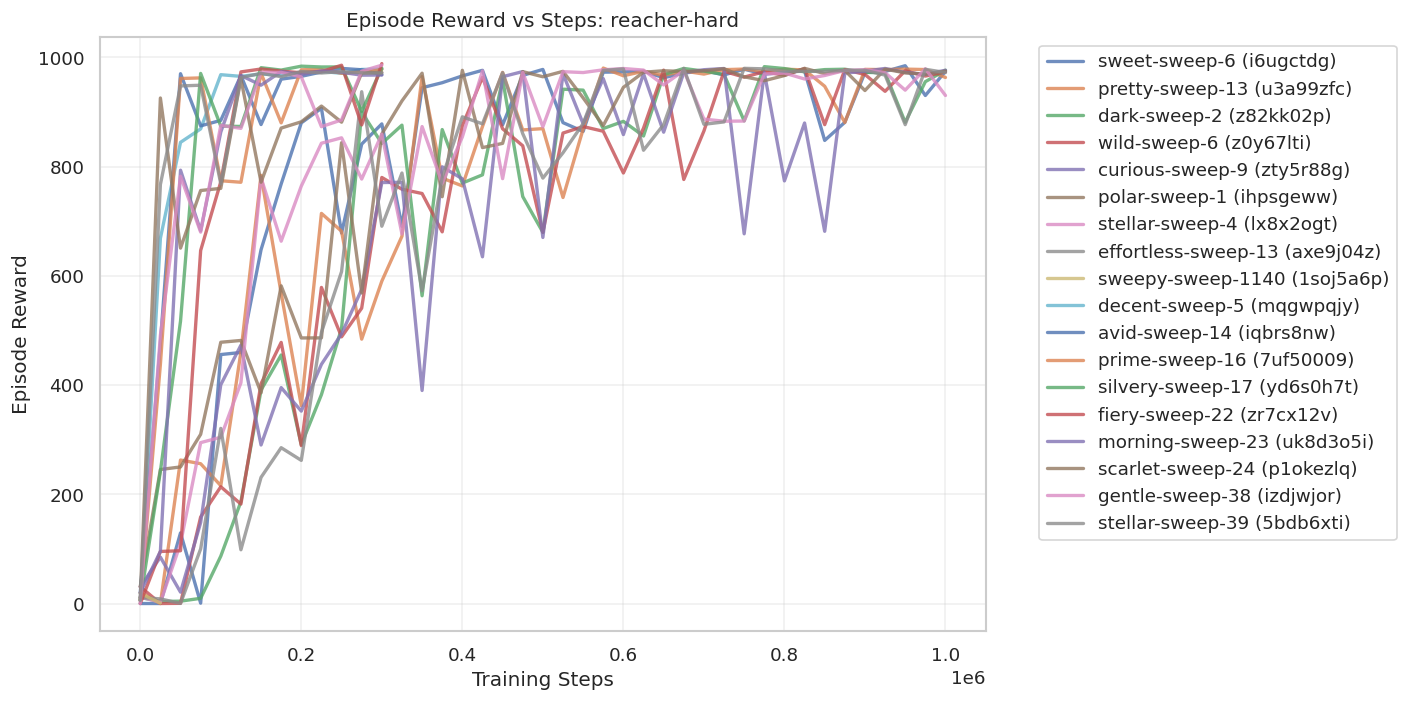 Episode Reward vs Steps: reacher-hard
1000
800
600
400
200
0
Episode Reward
0.0 0.2 0.4 0.6 0.8 1.0
1e6
Training Steps
sweet-sweep-6 (i6ugctdg)
pretty-sweep-13 (u3a99zfc)
dark-sweep-2 (z82kk02p)
wild-sweep-6 (z0y67lti)
curious-sweep-9 (zty5r88g)
polar-sweep-1 (ihpsgeww)
stellar-sweep-4 (lx8x2ogt)
effortless-sweep-13 (axe9j04z)
sweepy-sweep-1140 (1soj5a6p)
decent-sweep-5 (mqgwpqjy)
avid-sweep-14 (iqbrs8nw)
prime-sweep-16 (7uf50009)
silvery-sweep-17 (yd6s0h7t)
fiery-sweep-22 (zr7cx12v)
morning-sweep-23 (uk8d3o5i)
scarlet-sweep-24 (p1okezlq)
gentle-sweep-38 (izdjwjor)
stellar-sweep-39 (5bdb6xti)